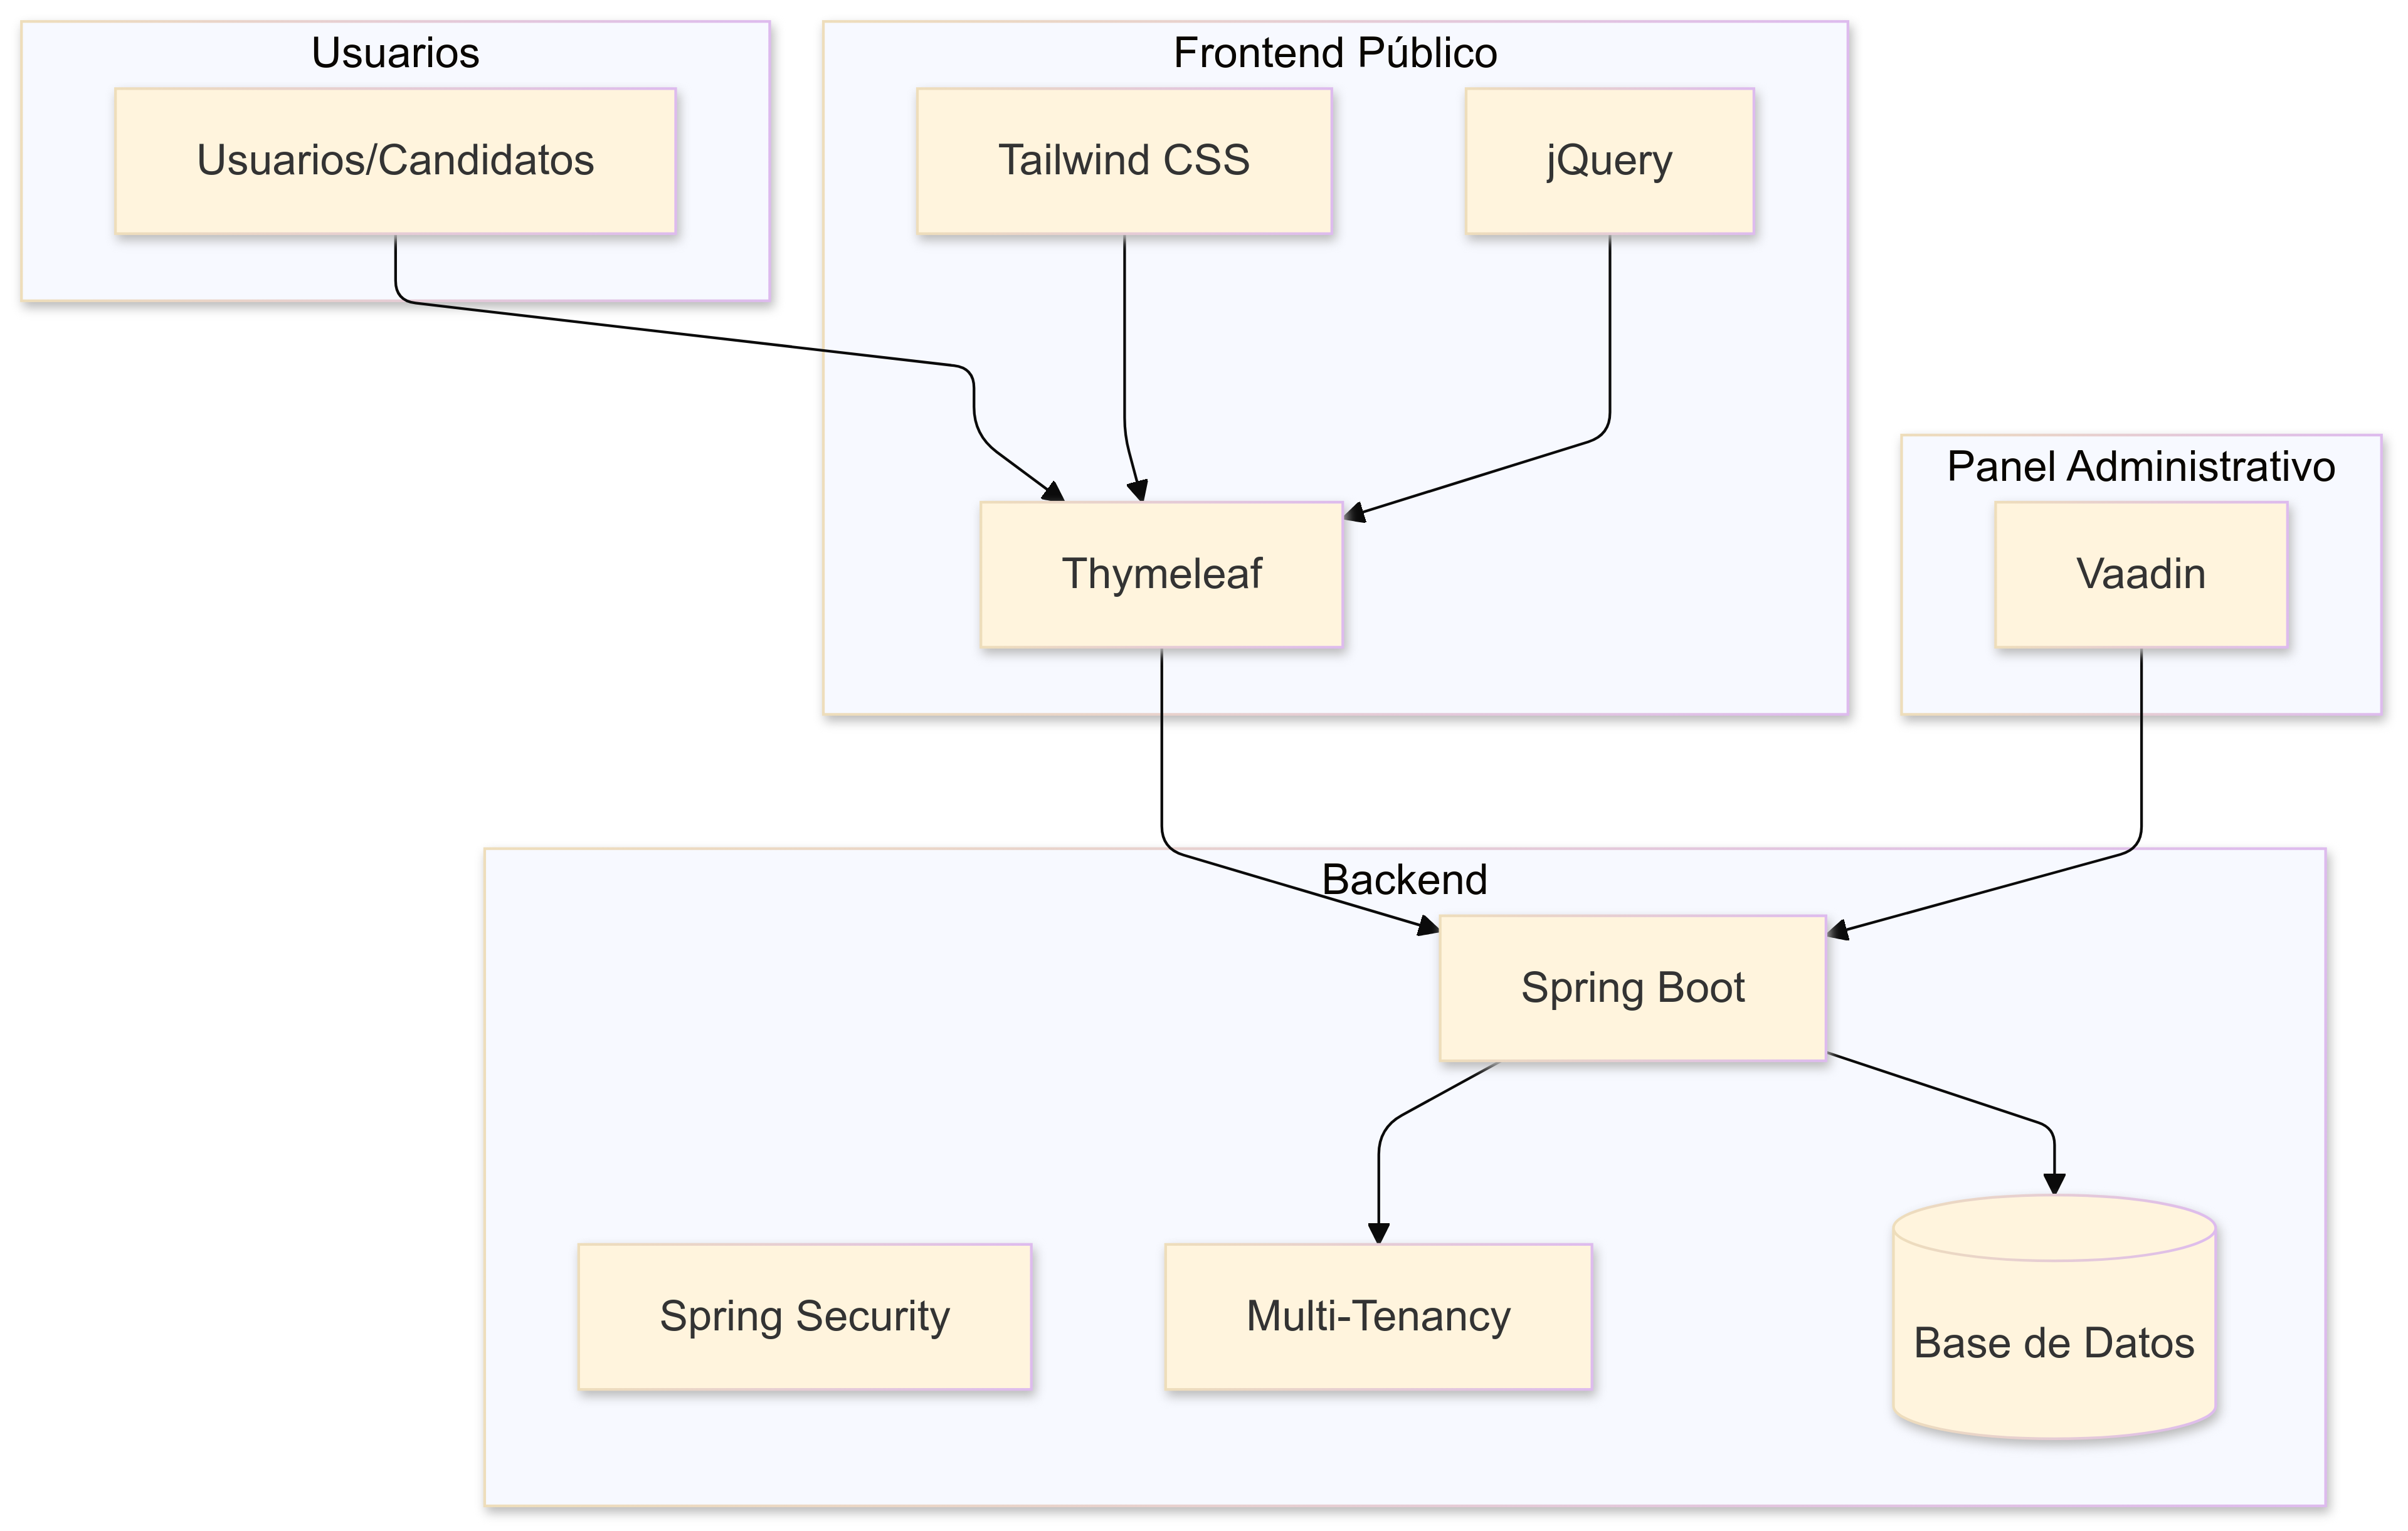 Usuarios
Usuarios/Candidatos
Frontend Público
Tailwind CSS
jQuery
Thymeleaf
Panel Administrativo
Vaadin
Backend
Spring Boot
Spring Security
Multi-Tenancy
Base de Datos